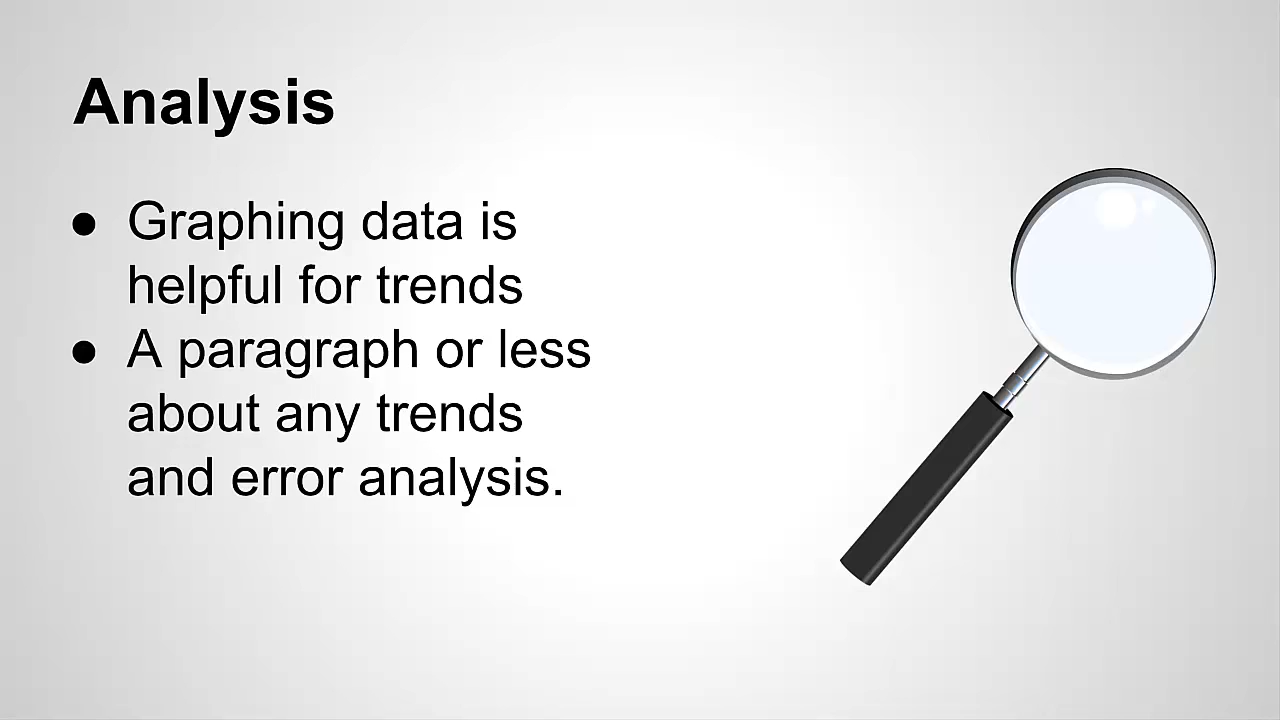 Analysis
● Graphing data is
helpful for trends
● A paragraph or less
about any trends
and error analysis.